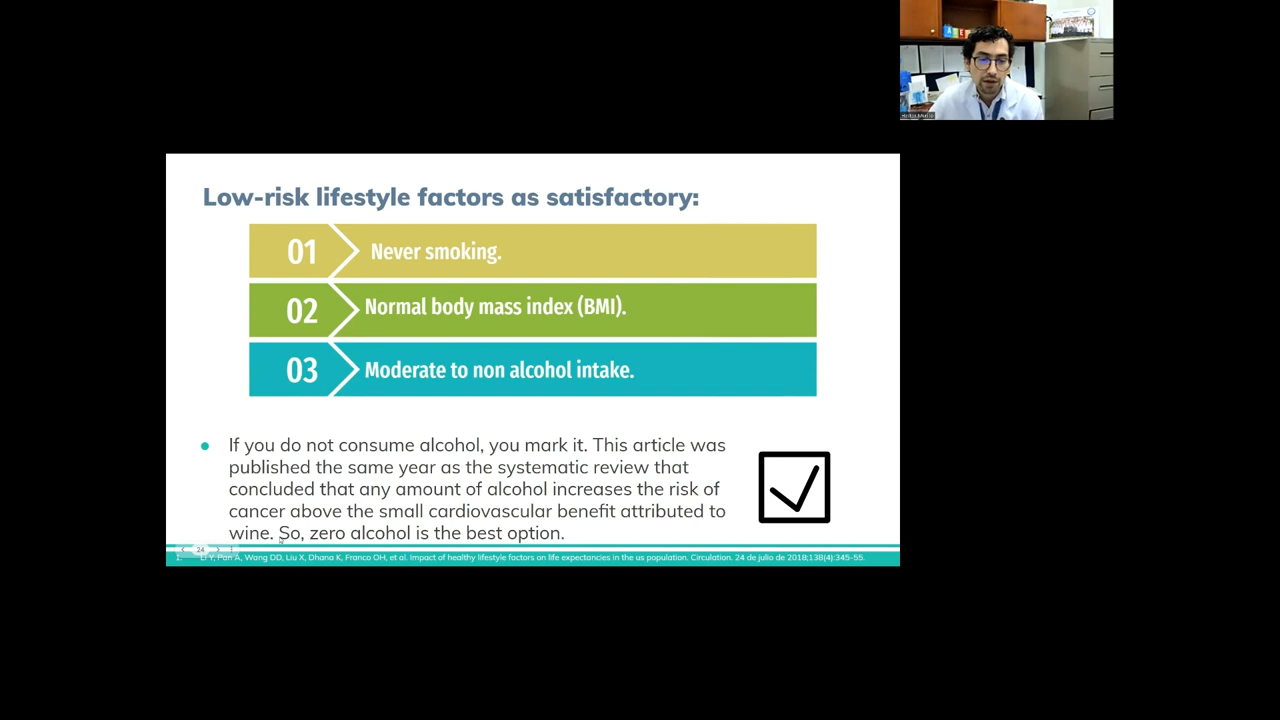 Low-risk lifestyle factors as satisfactory:
01
Never smoking.
02
Normal body mass index (BMI).
03
Moderate to non alcohol intake.
If you do not consume alcohol, you mark it. This article was
published the same year as the systematic review that
concluded that any amount of alcohol increases the risk of
cancer above the small cardiovascular benefit attributed to
wine. So, zero alcohol is the best option.
24
1. Li Y, Pan A, Wang DD, Liu X, Dhana K, Franco OH, et al. Impact of healthy lifestyle factors on life expectancies in the us population. Circulation. 24 de julio de 2018;138(4):345-55.